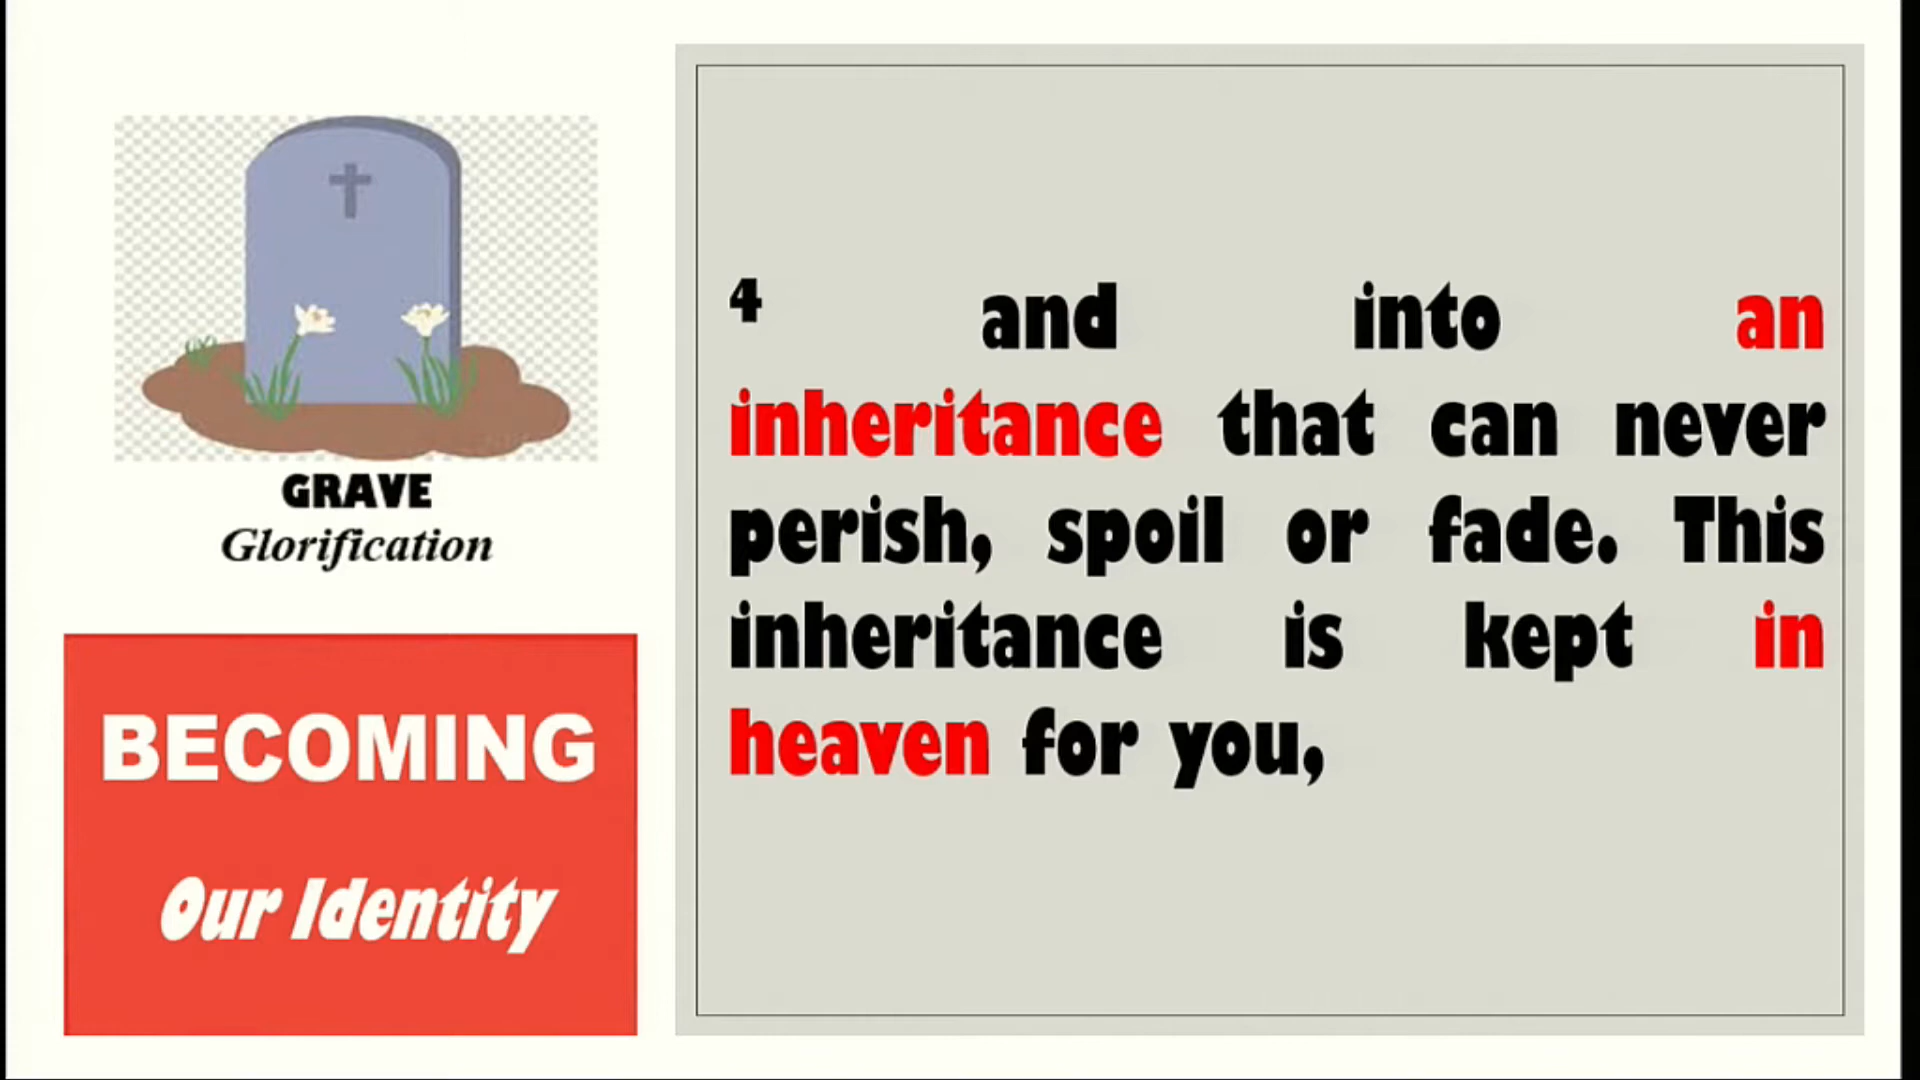 GRAVE
Glorification
BECOMING
Our Identity
4 and into an
inheritance that can never
perish, spoil or fade. This
inheritance is kept in
heaven for you,